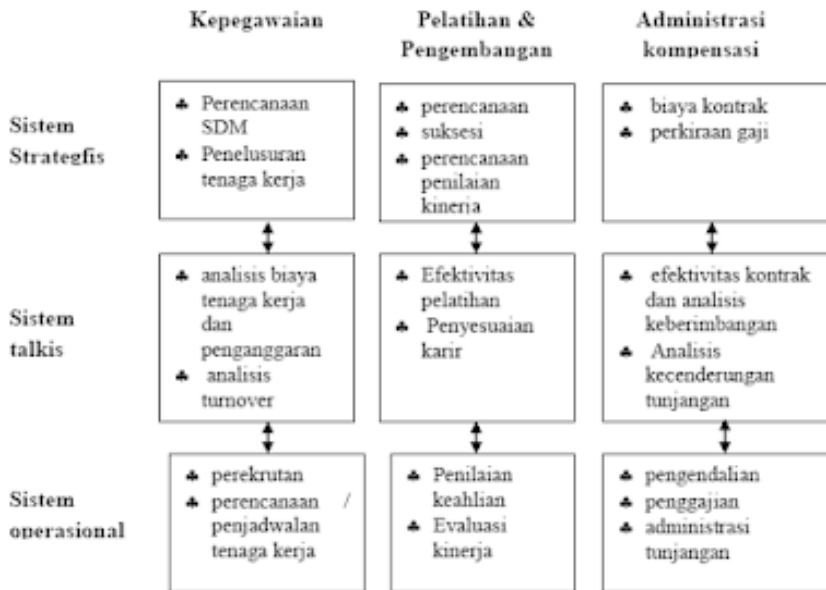 Kepegawaian
Pelatihan &
Pengembangan
Administrasi
kompensasi
Sistem
Strategfis
♣ Perencanaan
SDM
♣ Penelusuran
tenaga kerja
♣ perencanaan
♣ suksesi
♣ perencanaan
penilaian
kinerja
♣ biaya kontrak
♣ perkiraan gaji
Sistem
talkis
♣ analisis biaya
tenaga kerja
dan
penganggaran
♣ analisis
turnover
♣ Efektivitas
pelatihan
♣ Penyesuaian
karir
♣ efektivitas kontrak
dan analisis
keberimbangan
♣ Analisis
kecenderungan
tunjangan
Sistem
operasional
♣ perekrutan
♣ perencanaan /
penjadwalan
tenaga kerja
♣ Penilaian
keahlian
♣ Evaluasi
kinerja
♣ pengendalian
♣ penggajian
♣ administrasi
tunjangan